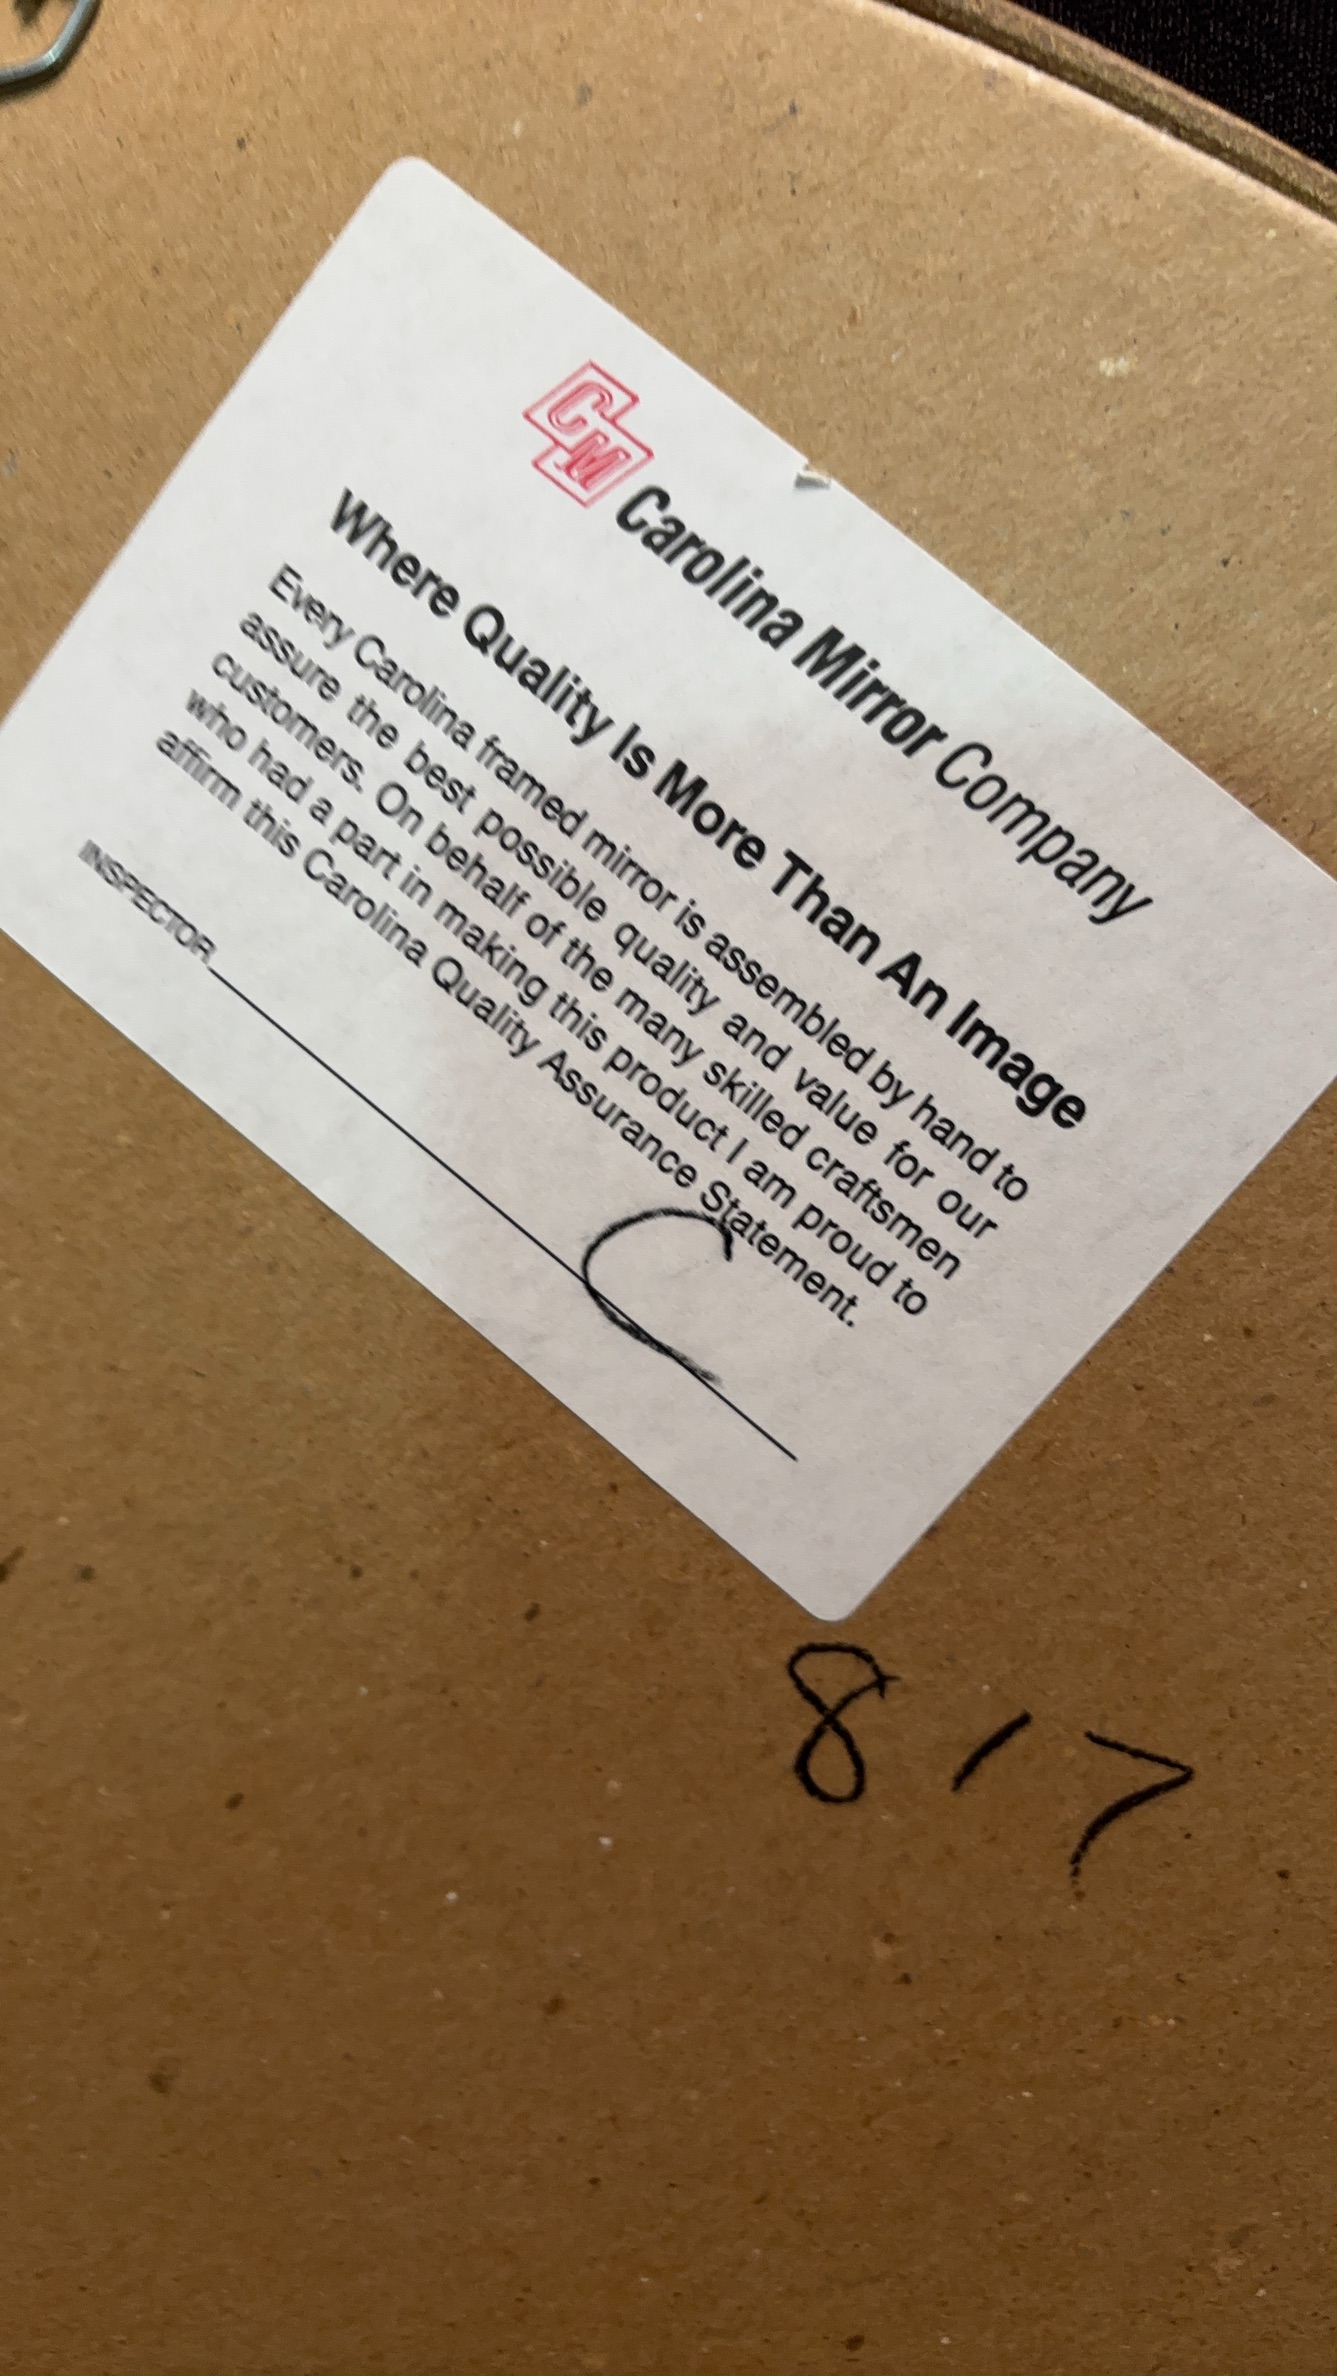 CM Carolina Mirror Company
Where Quality Is More Than An Image
Every Carolina framed mirror is assembled by hand to
assure the best possible quality and value for our
customers. On behalf of the many skilled craftsmen
who had a part in making this product I am proud to
affirm this Carolina Quality Assurance Statement.
INSPECTOR C
817